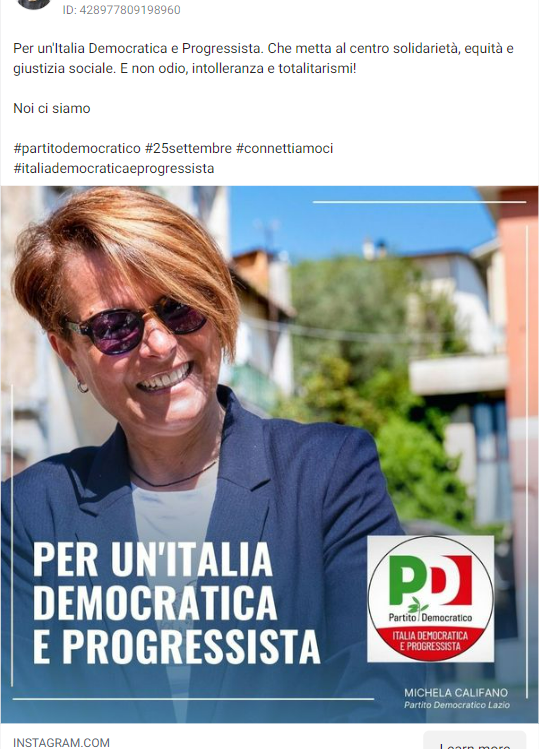 ID: 428977809198960
Per un'Italia Democratica e Progressista. Che metta al centro solidarietà, equità e
giustizia sociale. E non odio, intolleranza e totalitarismi!
Noi ci siamo
#partitodemocratico #25settembre #connettiamoci
#italiademocraticaeprogressista
PER UN'ITALIA
DEMOCRATICA
E PROGRESSISTA
PD
Partito Democratico
ITALIA DEMOCRATICA
E PROGRESSISTA
MICHELA CALIFANO
Partito Democratico Lazio
INSTAGRAM.COM
Learn more